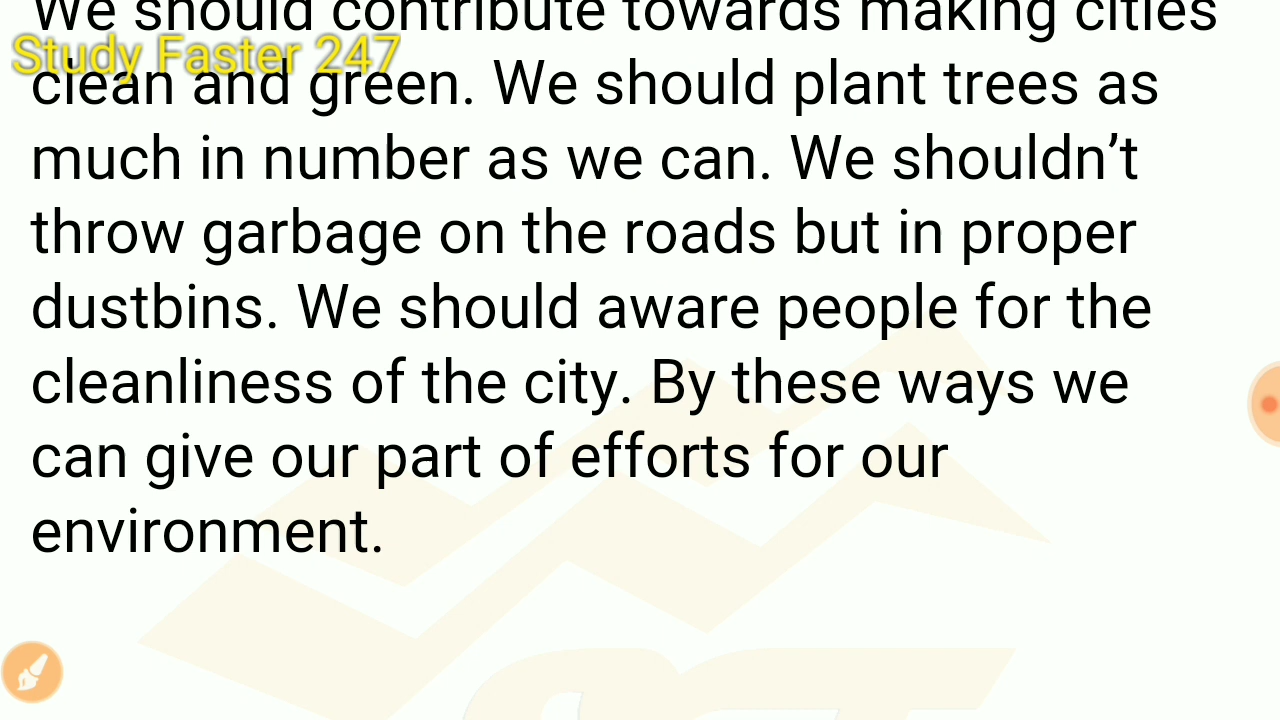 We should contribute towards making cities
Study Faster 247
clean and green. We should plant trees as
much in number as we can. We shouldn’t
throw garbage on the roads but in proper
dustbins. We should aware people for the
cleanliness of the city. By these ways we
can give our part of efforts for our
environment.